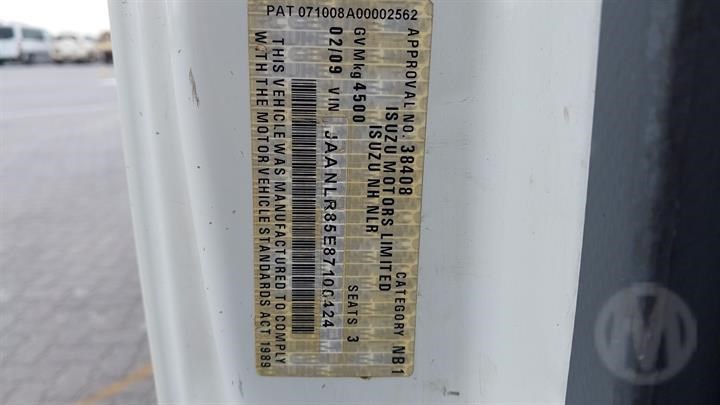 PAT 071008A00002562
APPROVAL NO. 38408 CATEGORY NB1
ISUZU MOTORS LIMITED
ISUZU NH NLR
GVMkg 4500 SEATS 3
02/09 VIN JAANLR85E87100424
THIS VEHICLE WAS MANUFACTURED TO COMPLY
WITH THE MOTOR VEHICLE STANDARDS ACT 1989
M